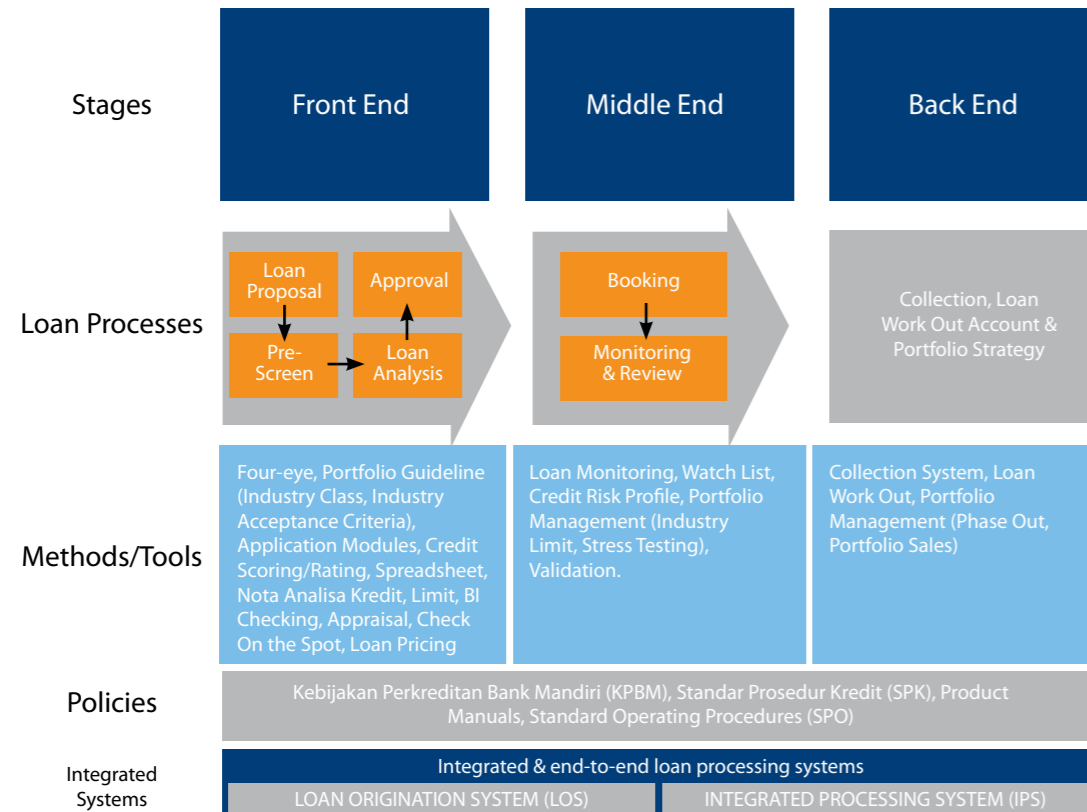 Stages
Front End
Middle End
Back End
Loan Processes
Loan
Proposal
Approval
Pre-
Screen
Loan
Analysis
Booking
Monitoring
& Review
Collection, Loan
Work Out Account &
Portfolio Strategy
Methods/Tools
Four-eye, Portfolio Guideline
(Industry Class, Industry
Acceptance Criteria),
Application Modules, Credit
Scoring/Rating, Spreadsheet,
Nota Analisa Kredit, Limit, BI
Checking, Appraisal, Check
On the Spot, Loan Pricing
Loan Monitoring, Watch List,
Credit Risk Profile, Portfolio
Management (Industry
Limit, Stress Testing),
Validation.
Collection System, Loan
Work Out, Portfolio
Management (Phase Out,
Portfolio Sales)
Policies
Kebijakan Perkreditan Bank Mandiri (KPBM), Standar Prosedur Kredit (SPK), Product
Manuals, Standard Operating Procedures (SPO)
Integrated
Systems
Integrated & end-to-end loan processing systems
LOAN ORIGINATION SYSTEM (LOS)
INTEGRATED PROCESSING SYSTEM (IPS)